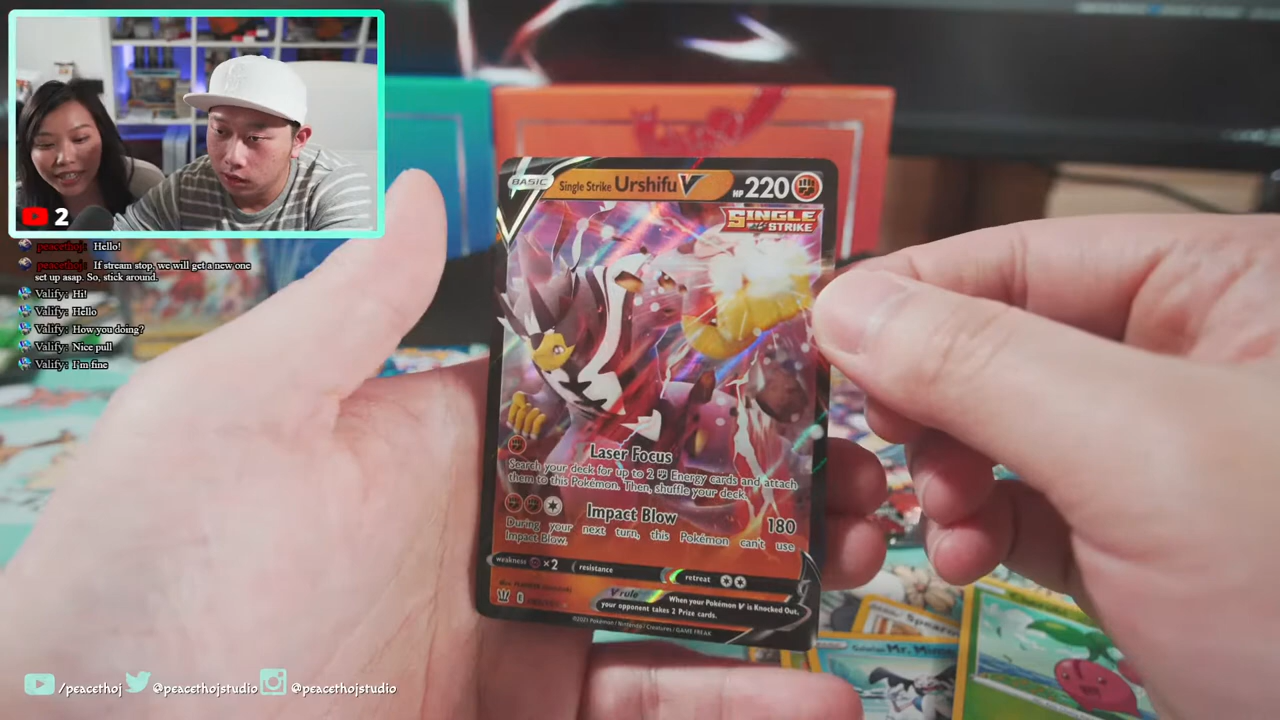 2
peacethoj: Hello!
peacethoj: If stream stop, we will get a new one
set up asap. So, stick around.
Valify: Hi!
Valify: Hello
Valify: How you doing?
Valify: Nice pull
Valify: I'm fine
BASIC
Single Strike Urshifu V
HP 220
SINGLE
STRIKE
Laser Focus
Search your deck for up to 2 Energy cards and attach
them to this Pokémon. Then, shuffle your deck.
Impact Blow 180
During your next turn, this Pokémon can't use
Impact Blow.
weakness ×2 resistance retreat
V rule When your Pokémon V is Knocked Out,
your opponent takes 2 Prize cards.
©2021 Pokémon / Nintendo / Creatures / GAME FREAK
Galarian Mr. Mime
/peacethoj @peacethojstudio @peacethojstudio